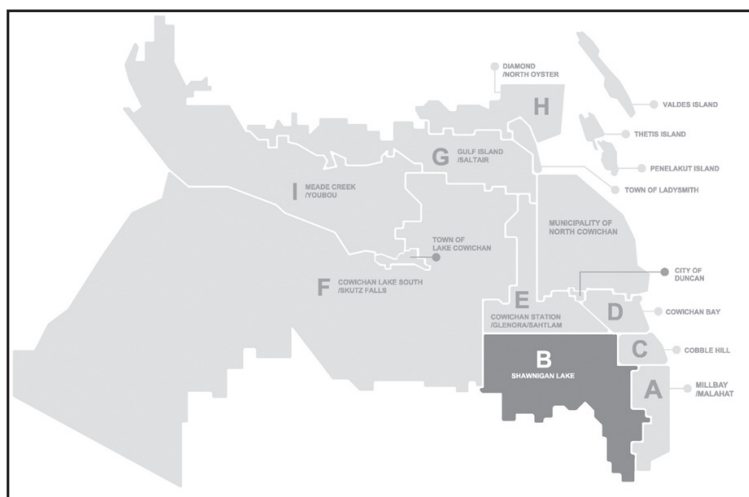 DIAMOND
/NORTH OYSTER
H
VALDES ISLAND
THETIS ISLAND
G
GULF ISLAND
/SALTAIR
PENELAKUT ISLAND
I
MEADE CREEK
/YOUBOU
TOWN OF LADYSMITH
MUNICIPALITY OF
NORTH COWICHAN
TOWN OF
LAKE COWICHAN
CITY OF
DUNCAN
F
COWICHAN LAKE SOUTH
/SKUTZ FALLS
E
COWICHAN STATION
/GLENORA/SAHTLAM
D
COWICHAN BAY
B
SHAWNIGAN LAKE
C
COBBLE HILL
A
MILLBAY
/MALAHAT